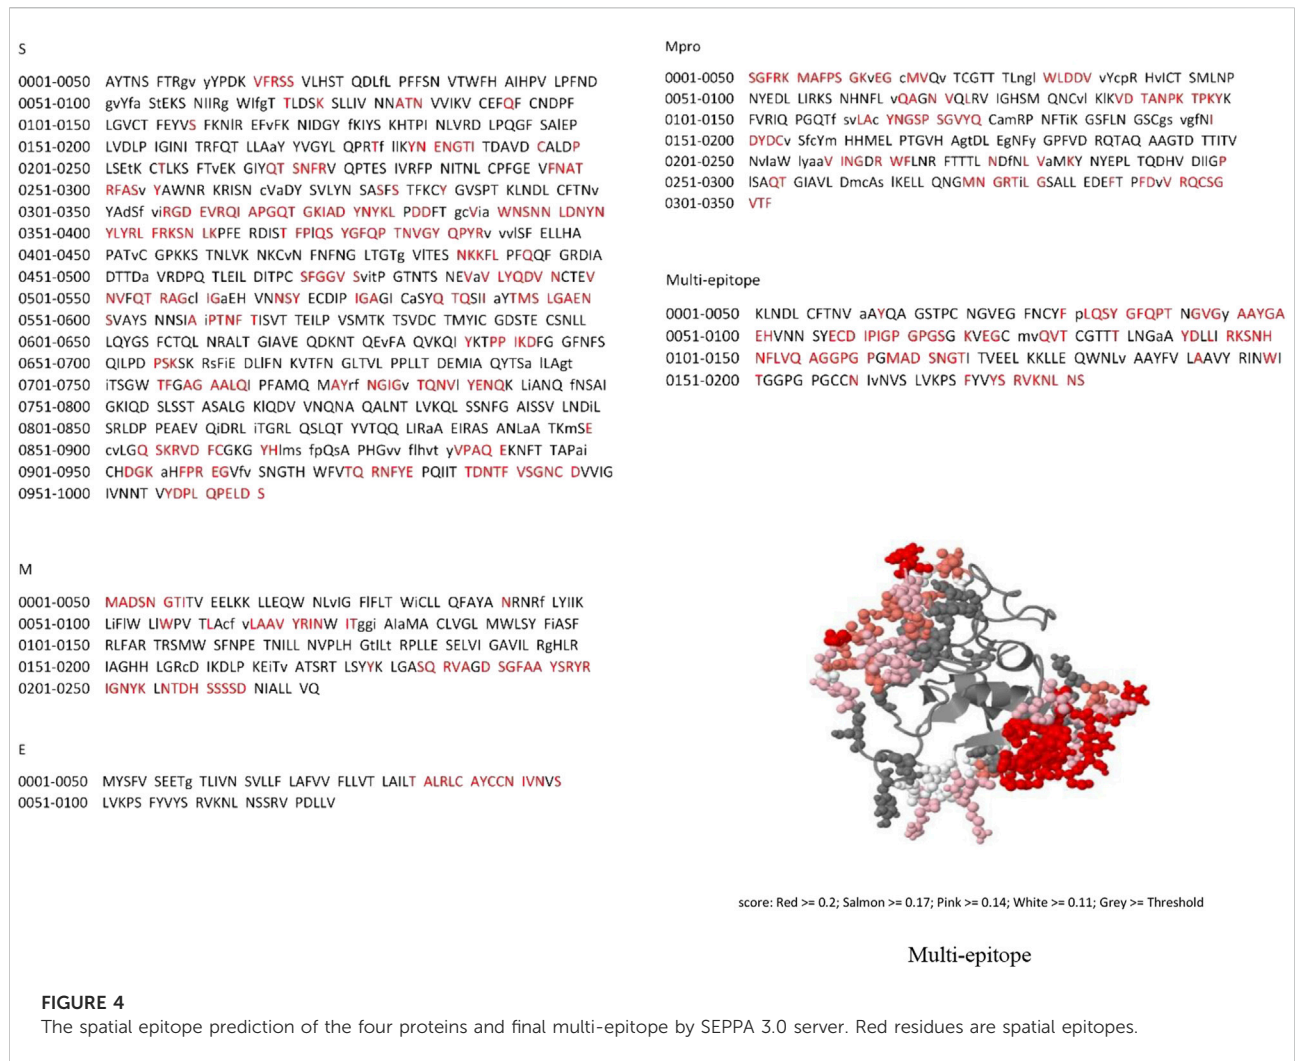 S
0001-0050 AYTNS FTRgv yYPDK VFRSS VLHST QDLfL PFFSN VTWFH AIHPV LPFND
0051-0100 gvYfa StEKS NIIRg WIfgT TLDSK SLLIV NNATN VVIKV CEFQF CNDPF
0101-0150 LGVCT FEYVS FKNlR EFvFK NIDGY fKIYS KHTPI NLVRD LPQGF SAlEP
0151-0200 LVDLP IGINI TRFQT LLAaY YVGYL QPRTf llKYN ENGTI TDAVD CALDP
0201-0250 LSEtK CTLKS FTvEK GIYQT SNFRV QPTES IVRFP NITNL CPFGE VFNAT
0251-0300 RFASv YAWNR KRISN cVaDY SVLYN SASFS TFKCY GVSPT KLNDL CFTNv
0301-0350 YAdSf viRGD EVRQI APGQT GKIAD YNYKL PDDFT gcVia WNSNN LDNYN
0351-0400 YLYRL FRKSN LKPFE RDIST FPlQS YGFQP TNVGY QPYRv vvlSF ELLHA
0401-0450 PATvC GPKKS TNLVK NKCvN FNFNG LTGTg VlTES NKKFL PFQQF GRDIA
0451-0500 DTTDa VRDPQ TLEIL DITPC SFGGV SvitP GTNTS NEVaV LYQDV NCTEV
0501-0550 NVFQT RAGcl IGaEH VNNSY ECDIP IGAGI CaSYQ TQSII aYTMS LGAEN
0551-0600 SVAYS NNSIA iPTNF TISVT TEILP VSMTK TSVDC TMYIC GDSTE CSNLL
0601-0650 LQYGS FCTQL NRALT GIAVE QDKNT QEvFA QVKQI YKTPP IKDFG GFNFS
0651-0700 QILPD PSKSK RsFiE DLlFN KVTFN GLTVL PPLLT DEMIA QYTSa lLAgt
0701-0750 iTSGW TFGAG AALQI PFAMQ MAYrf NGIGv TQNVl YENQK LiANQ fNSAI
0751-0800 GKIQD SLSST ASALG KlQDV VNQNA QALNT LVKQL SSNFG AISSV LNDiL
0801-0850 SRLDP PEAEV QiDRL iTGRL QSLQT YVTQQ LIRaA EIRAS ANLaA TKmSE
0851-0900 cvLGQ SKRVD FCGKG YHlms fpQsA PHGvv flhvt yVPAQ EKNFT TAPai
0901-0950 CHDGK aHFPR EGVfv SNGTH WFVTQ RNFYE PQIIT TDNTF VSGNC DVVIG
0951-1000 IVNNT VYDPL QPELD S
M
0001-0050 MADSN GTITV EELKK LLEQW NLvIG FlFLT WiCLL QFAYA NRNRf LYIIK
0051-0100 LiFlW LlWPV TLAcf vLAAV YRINW ITggi AIaMA CLVGL MWLSY FiASF
0101-0150 RLFAR TRSMW SFNPE TNILL NVPLH GtILt RPLLE SELVI GAVIL RgHLR
0151-0200 IAGHH LGRcD IKDLP KEiTv ATSRT LSYYK LGASQ RVAGD SGFAA YSRYR
0201-0250 IGNYK LNTDH SSSSD NIALL VQ
E
0001-0050 MYSFV SEETg TLIVN SVLLF LAFVV FLLVT LAILT ALRLC AYCCN IVNVS
0051-0100 LVKPS FYVYS RVKNL NSSRV PDLLV
Mpro
0001-0050 SGFRK MAFPS GKvEG cMVQv TCGTT TLngl WLDDV vYcpR HvICT SMLNP
0051-0100 NYEDL LIRKS NHNFL vQAGN VQLRV IGHSM QNCvl KlKVD TANPK TPKYK
0101-0150 FVRIQ PGQTf svLAc YNGSP SGVYQ CamRP NFTiK GSFLN GSCgs vgfNI
0151-0200 DYDCv SfcYm HHMEL PTGVH AgtDL EgNFy GPFVD RQTAQ AAGTD TTITV
0201-0250 NvlaW lyaaV INGDR WFLNR FTTTL NDfNL VaMKY NYEPL TQDHV DIlGP
0251-0300 lSAQT GIAVL DmcAs lKELL QNGMN GRTiL GSALL EDEFT PFDvV RQCSG
0301-0350 VTF
Multi-epitope
0001-0050 KLNDL CFTNV aAYQA GSTPC NGVEG FNCYF pLQSY GFQPT NGVGy AAYGA
0051-0100 EHVNN SYECD IPIGP GPGSG KVEGC mvQVT CGTTT LNGaA YDLLI RKSNH
0101-0150 NFLVQ AGGPG PGMAD SNGTI TVEEL KKLLE QWNLv AAYFV LAAVY RINWI
0151-0200 TGGPG PGCCN IvNVS LVKPS FYVYS RVKNL NS
score: Red >= 0.2; Salmon >= 0.17; Pink >= 0.14; White >= 0.11; Grey >= Threshold
Multi-epitope
FIGURE 4
The spatial epitope prediction of the four proteins and final multi-epitope by SEPPA 3.0 server. Red residues are spatial epitopes.